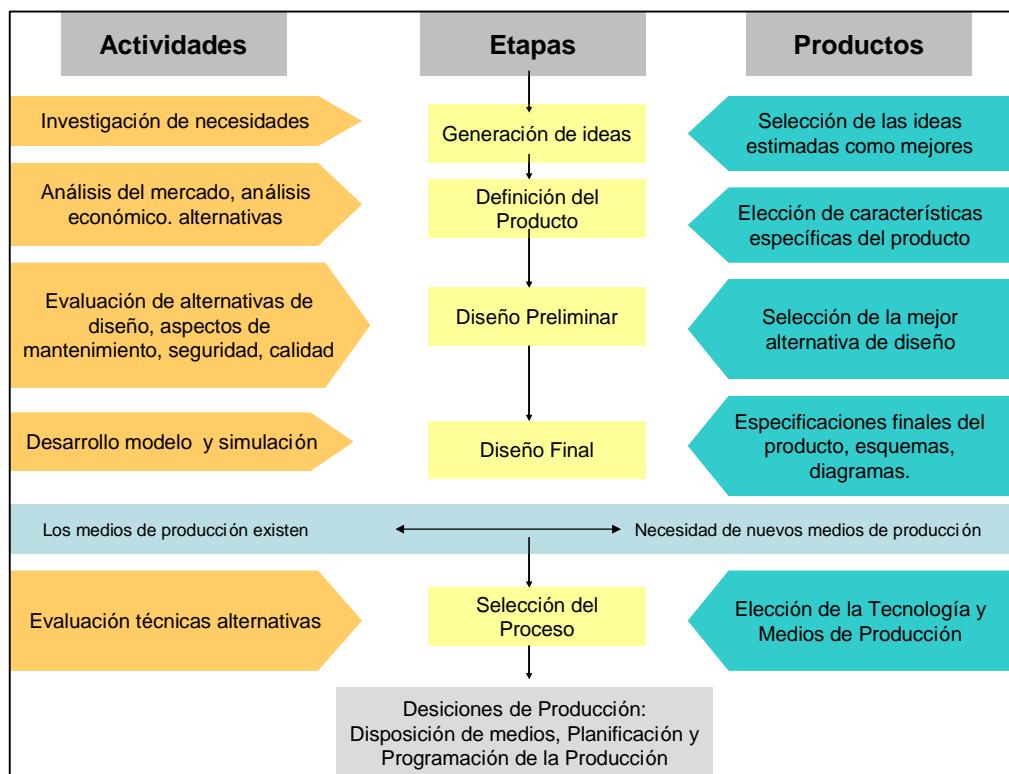 Actividades
Etapas
Productos
Investigación de necesidades
Generación de ideas
Selección de las ideas
estimadas como mejores
Análisis del mercado, análisis
económico. alternativas
Definición del
Producto
Elección de características
específicas del producto
Evaluación de alternativas de
diseño, aspectos de
mantenimiento, seguridad, calidad
Diseño Preliminar
Selección de la mejor
alternativa de diseño
Desarrollo modelo  y simulación
Diseño Final
Especificaciones finales del
producto, esquemas,
diagramas.
Los medios de producción existen
Necesidad de nuevos medios de producción
Evaluación técnicas alternativas
Selección del
Proceso
Elección de la Tecnología y
Medios de Producción
Desiciones de Producción:
Disposición de medios, Planificación y
Programación de la Producción